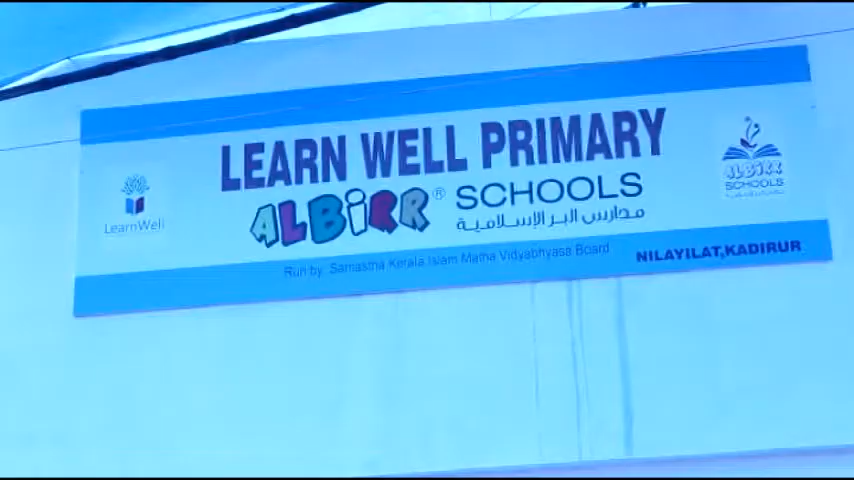 LEARN WELL PRIMARY
ALBIRR® SCHOOLS
مدارس البر الإسلامية
Run by, Samastha Kerala Islam Matha Vidyabhyasa Board
NILAYILAT,KADIRUR
LearnWell
ALBIRR
SCHOOLS